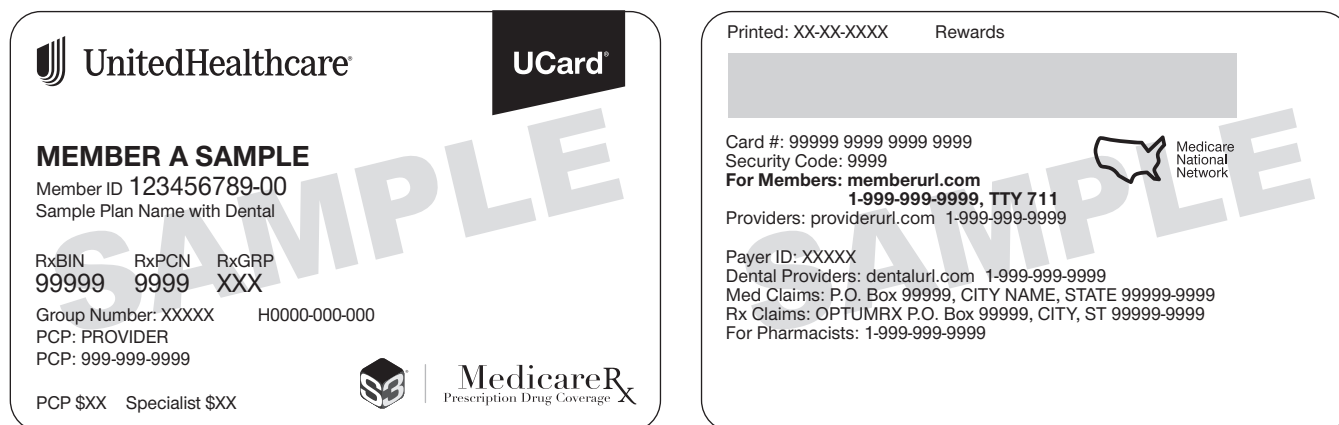 UnitedHealthcare®
UCard®
MEMBER A SAMPLE
Member ID 123456789-00
Sample Plan Name with Dental
RxBIN RxPCN RxGRP
99999 9999 XXX
Group Number: XXXXX H0000-000-000
PCP: PROVIDER
PCP: 999-999-9999
PCP $XX Specialist $XX
S3
MedicareRx
Prescription Drug Coverage
SAMPLE
Printed: XX-XX-XXXX Rewards
Card #: 99999 9999 9999 9999
Security Code: 9999
For Members: memberurl.com
1-999-999-9999, TTY 711
Providers: providerurl.com 1-999-999-9999
Medicare
National
Network
Payer ID: XXXXX
Dental Providers: dentalurl.com 1-999-999-9999
Med Claims: P.O. Box 99999, CITY NAME, STATE 99999-9999
Rx Claims: OPTUMRX P.O. Box 99999, CITY, ST 99999-9999
For Pharmacists: 1-999-999-9999
SAMPLE